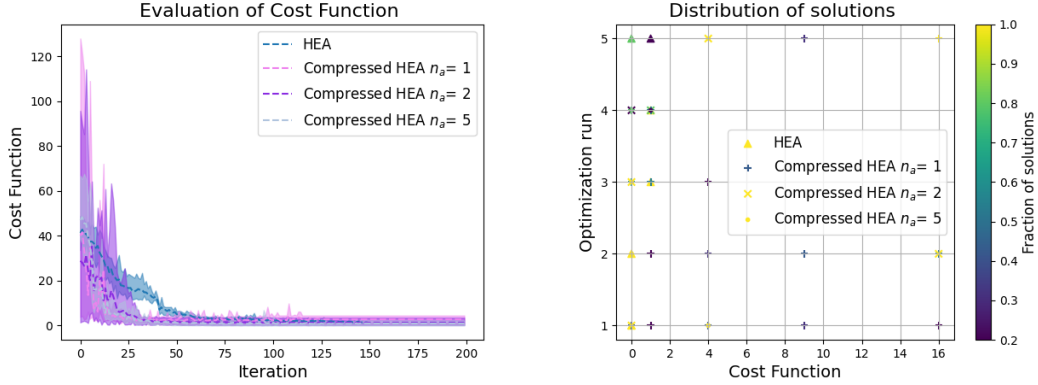 Evaluation of Cost Function
Cost Function
120
100
80
60
40
20
0
HEA
Compressed HEA nₐ= 1
Compressed HEA nₐ= 2
Compressed HEA nₐ= 5
0 25 50 75 100 125 150 175 200
Iteration
Distribution of solutions
Optimization run
5
4
3
2
1
HEA
Compressed HEA nₐ= 1
Compressed HEA nₐ= 2
Compressed HEA nₐ= 5
0 2 4 6 8 10 12 14 16
Cost Function
1.0
0.9
0.8
0.7
0.6
0.5
0.4
0.3
0.2
Fraction of solutions